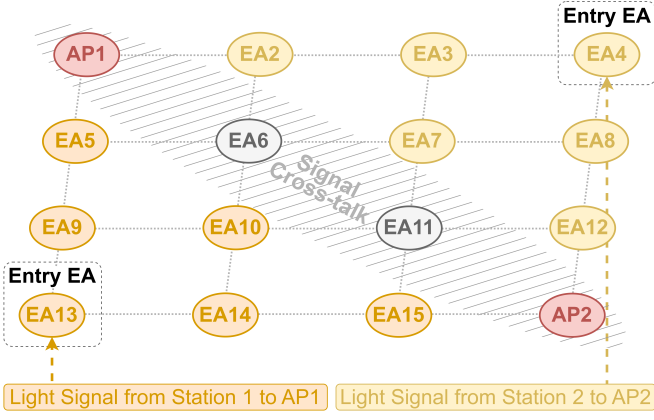 Entry EA
AP1
EA2
EA3
EA4
EA5
EA6
EA7
EA8
Signal
Cross-talk
EA9
EA10
EA11
EA12
Entry EA
EA13
EA14
EA15
AP2
Light Signal from Station 1 to AP1
Light Signal from Station 2 to AP2